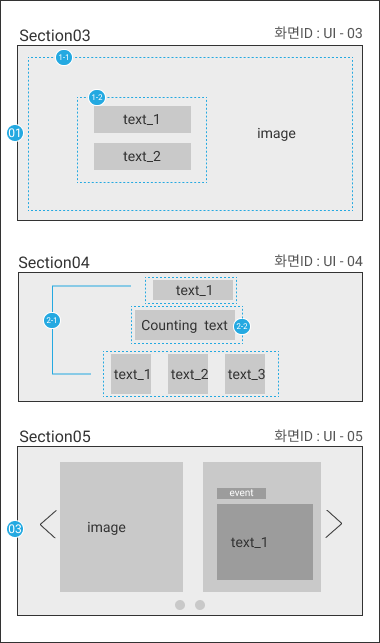 Section03 화면ID : UI - 03
1-1
1-2
text_1
01 image
text_2
Section04 화면ID : UI - 04
text_1
2-1 Counting text 2-2
text_1 text_2 text_3
Section05 화면ID : UI - 05
event
03 image
text_1